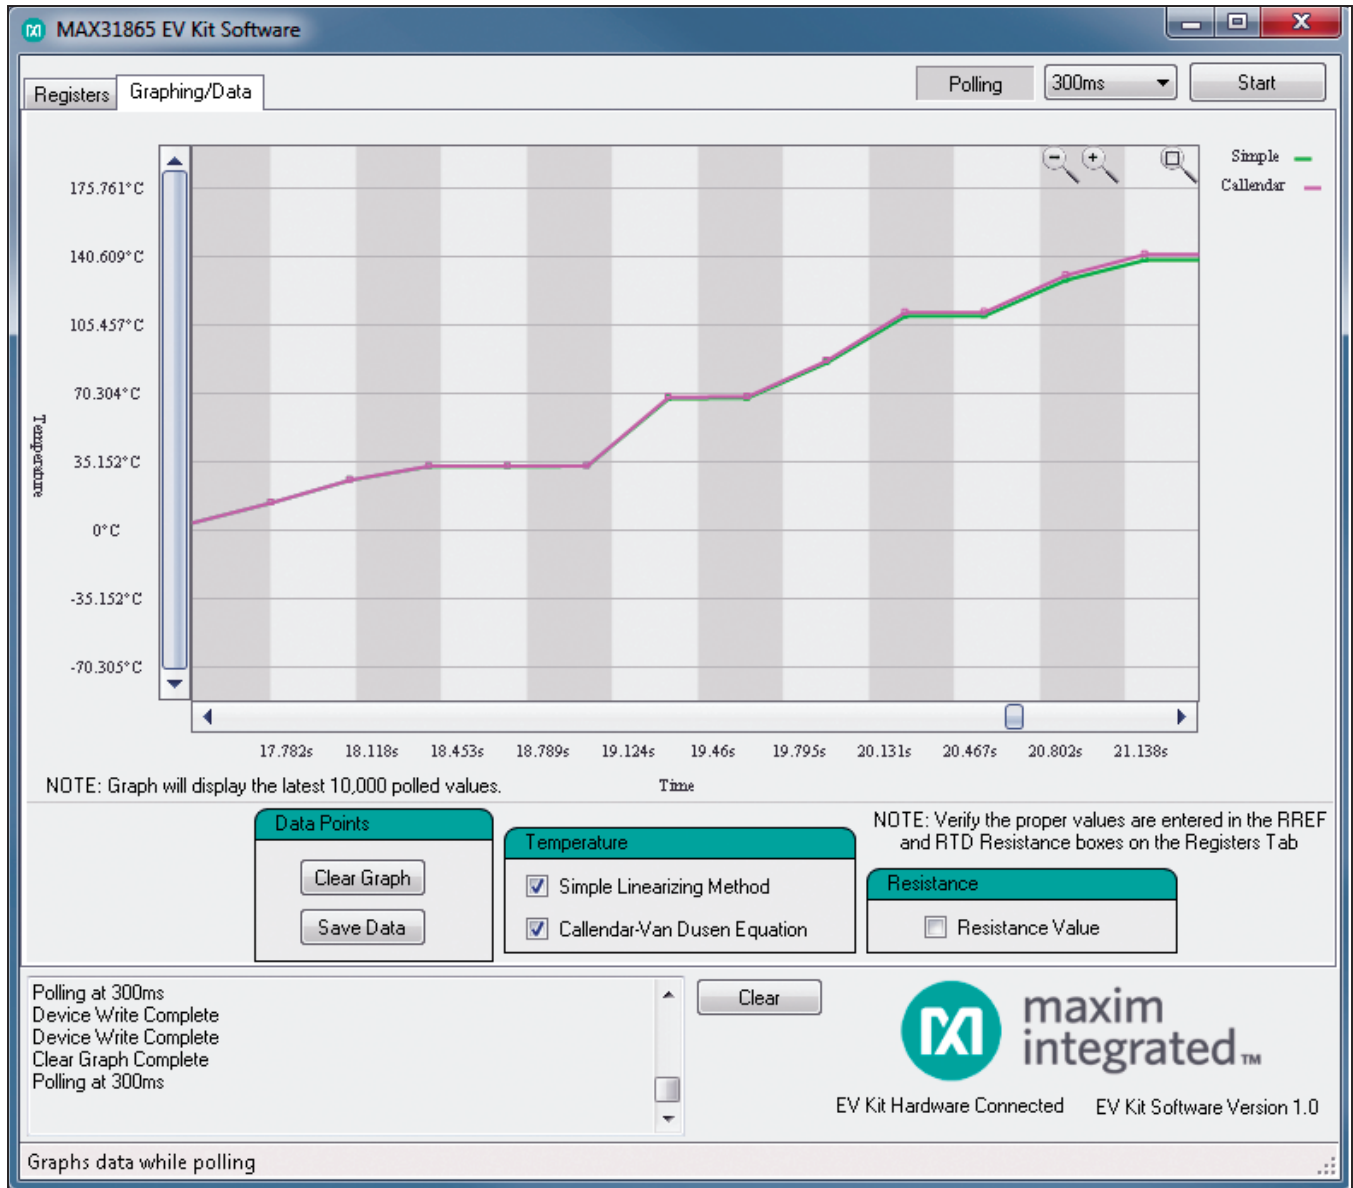 MAX31865 EV Kit Software
X
Registers
Graphing/Data
Polling
300ms
Start
Simple
Callendar
175.761°C
140.609°C
105.457°C
70.304°C
35.152°C
0°C
-35.152°C
-70.305°C
Temperature
17.782s 18.118s 18.453s 18.789s 19.124s 19.46s 19.795s 20.131s 20.467s 20.802s 21.138s
Time
NOTE: Graph will display the latest 10,000 polled values.
Data Points
Clear Graph
Save Data
Temperature
Simple Linearizing Method
Callendar-Van Dusen Equation
NOTE: Verify the proper values are entered in the RREF
and RTD Resistance boxes on the Registers Tab
Resistance
Resistance Value
Polling at 300ms
Device Write Complete
Device Write Complete
Clear Graph Complete
Polling at 300ms
Clear
maxim
integrated™
EV Kit Hardware Connected
EV Kit Software Version 1.0
Graphs data while polling